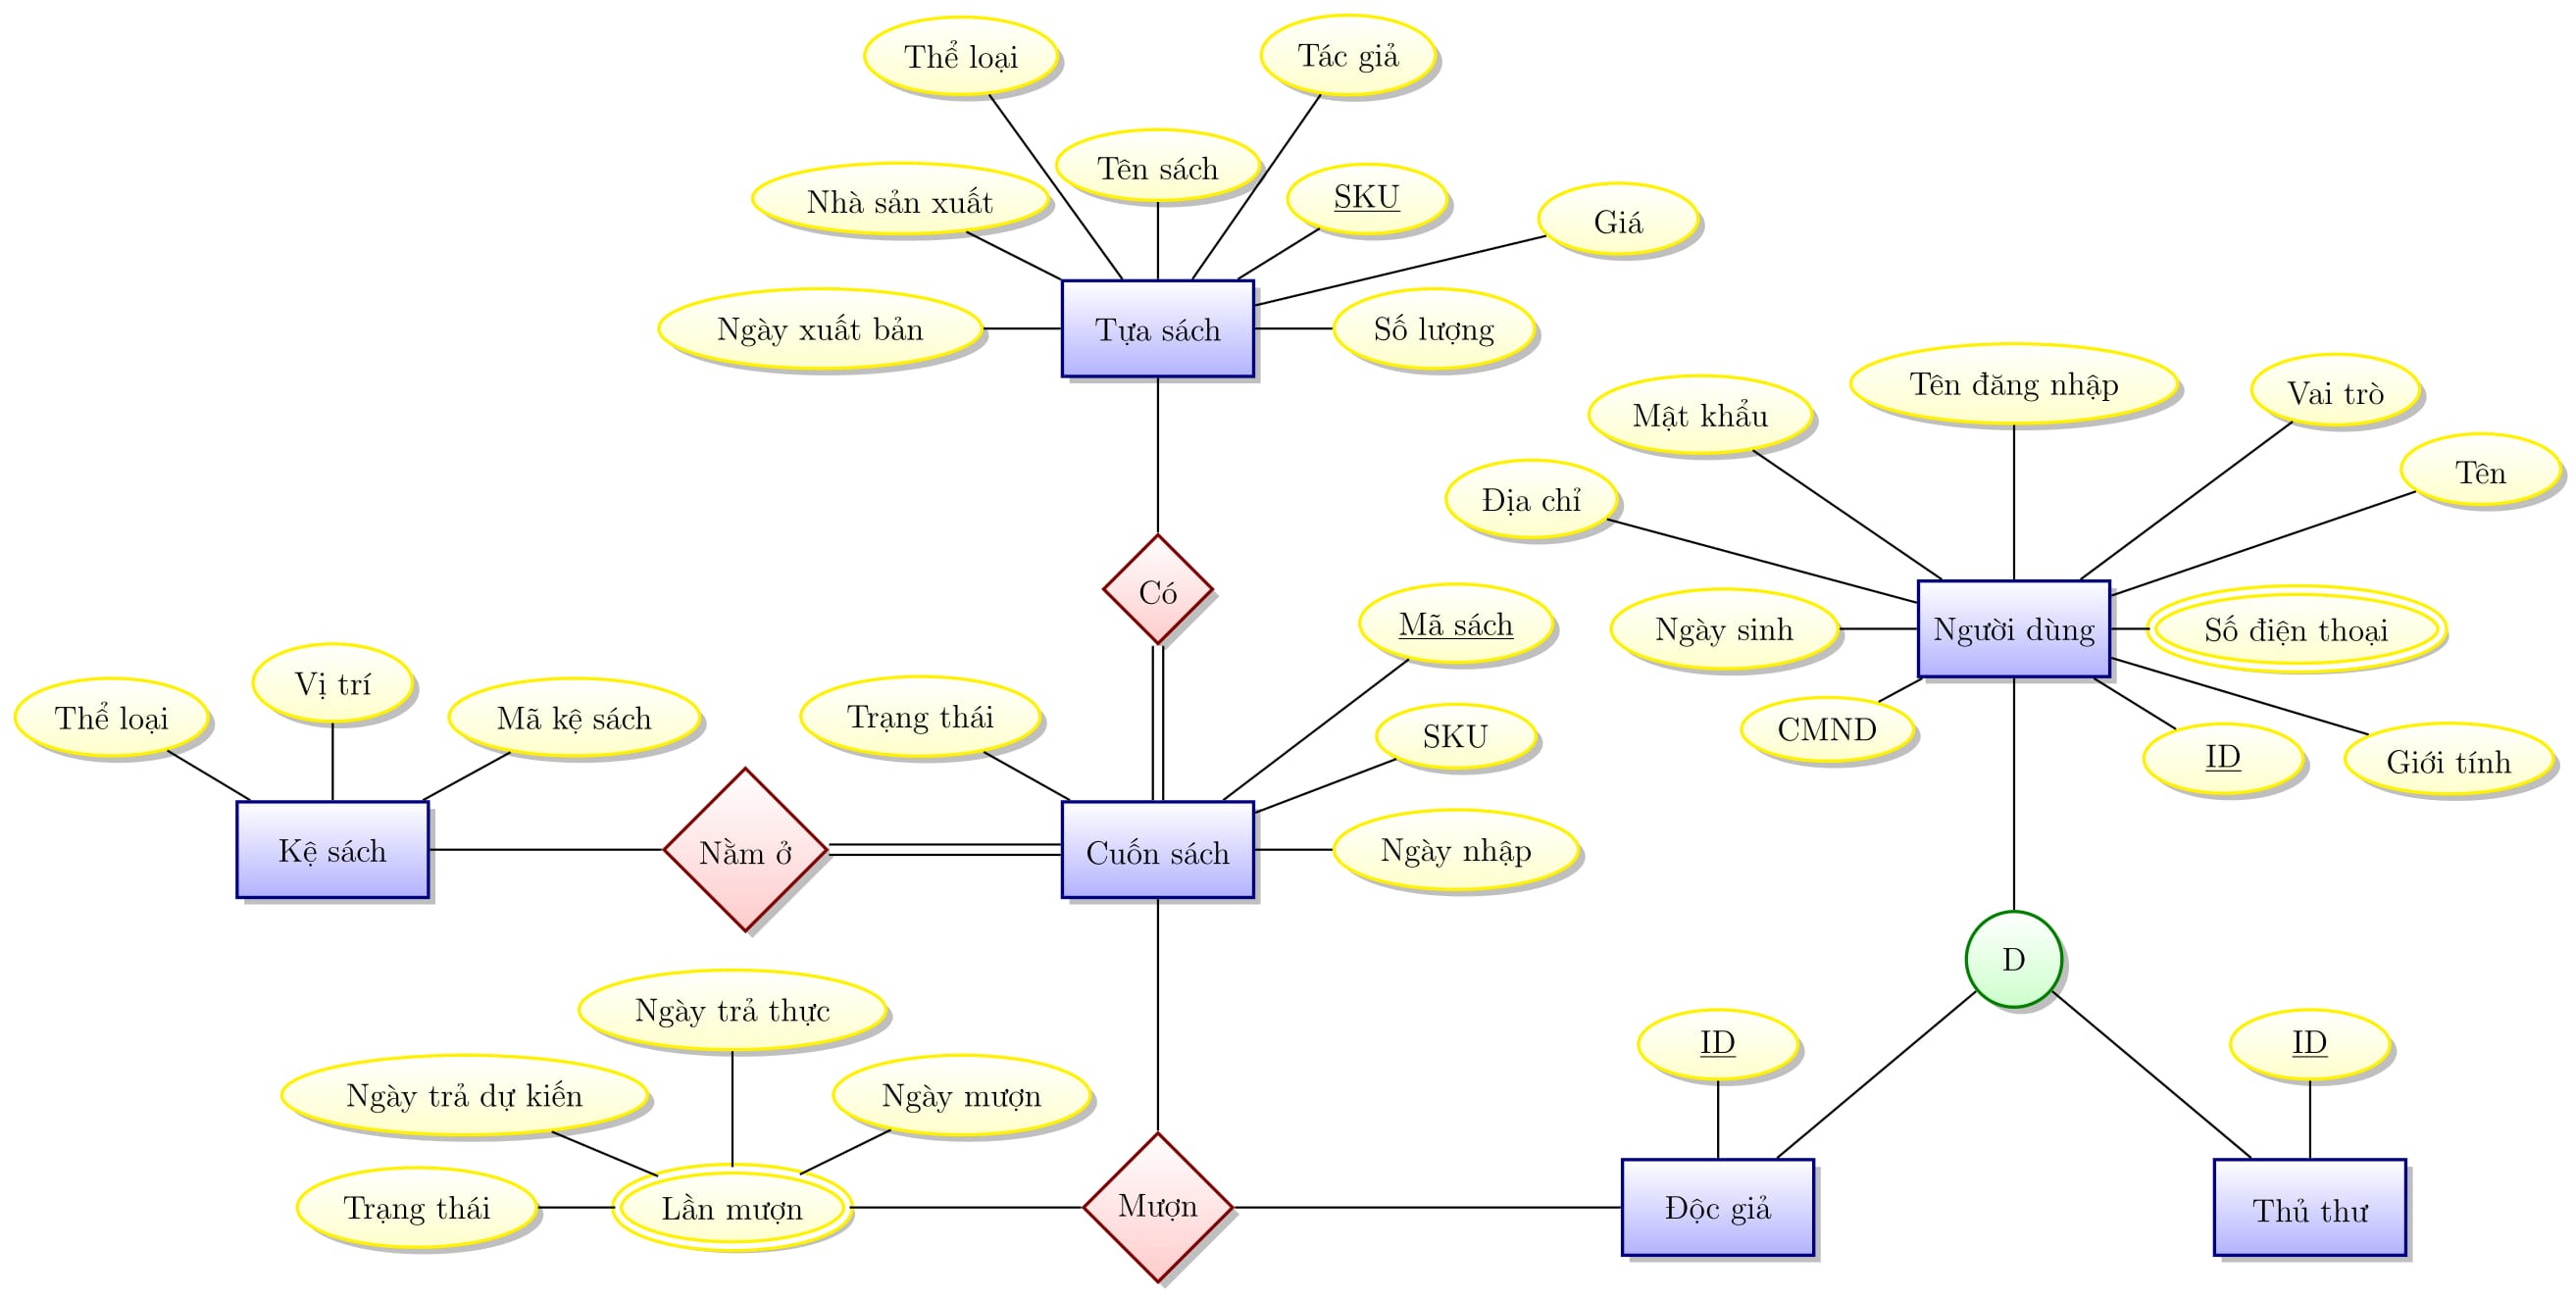 Thể loại
Tác giả
Tên sách
Nhà sản xuất
SKU
Giá
Ngày xuất bản
Tựa sách
Số lượng
Tên đăng nhập
Vai trò
Mật khẩu
Tên
Địa chỉ
Có
Mã sách
Ngày sinh
Người dùng
Số điện thoại
Vị trí
Thể loại
Mã kệ sách
Trạng thái
SKU
CMND
ID
Giới tính
Kệ sách
Nằm ở
Cuốn sách
Ngày nhập
D
Ngày trả thực
ID
ID
Ngày trả dự kiến
Ngày mượn
Trạng thái
Lần mượn
Mượn
Độc giả
Thủ thư